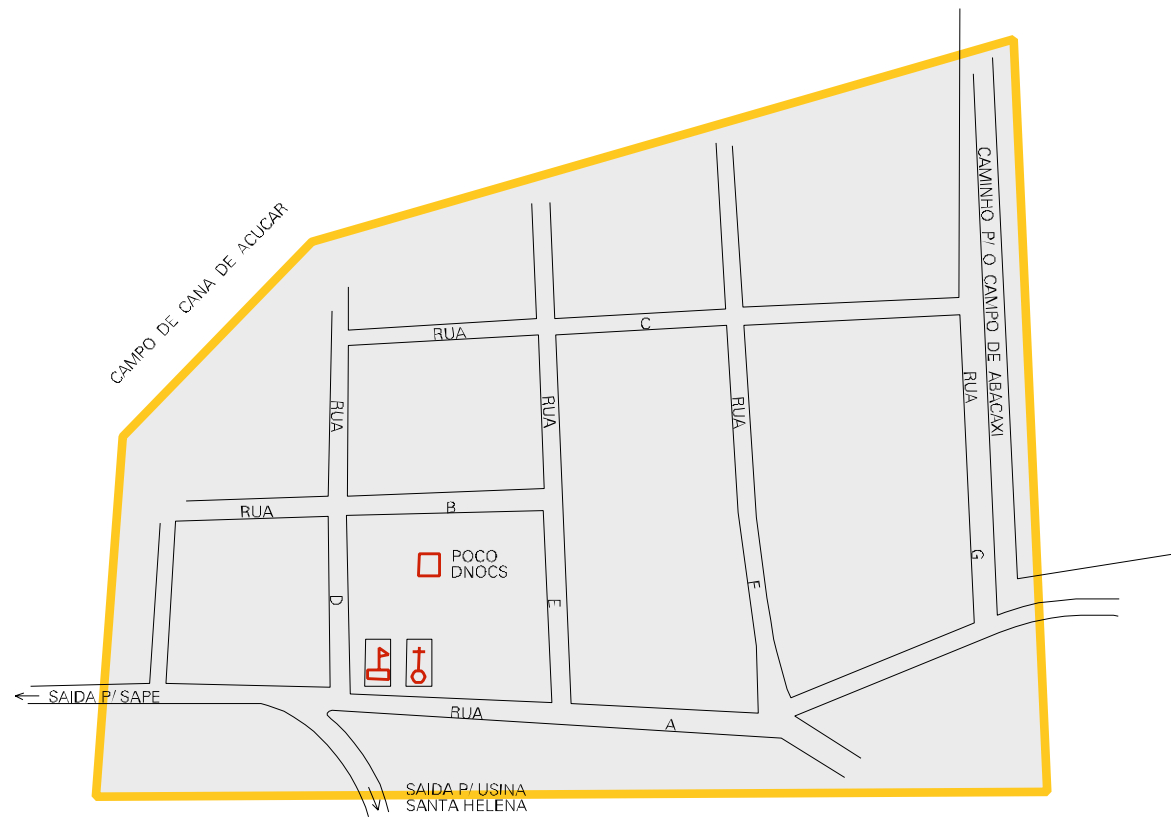 CAMPO DE CANA DE ACUCAR
CAMINHO P/ O CAMPO DE ABACAXI
RUA
C
RUA
RUA
RUA
RUA
RUA
B
POCO
DNOCS
D
E
F
G
SAIDA P/ SAPE
RUA
A
SAIDA P/ USINA
SANTA HELENA